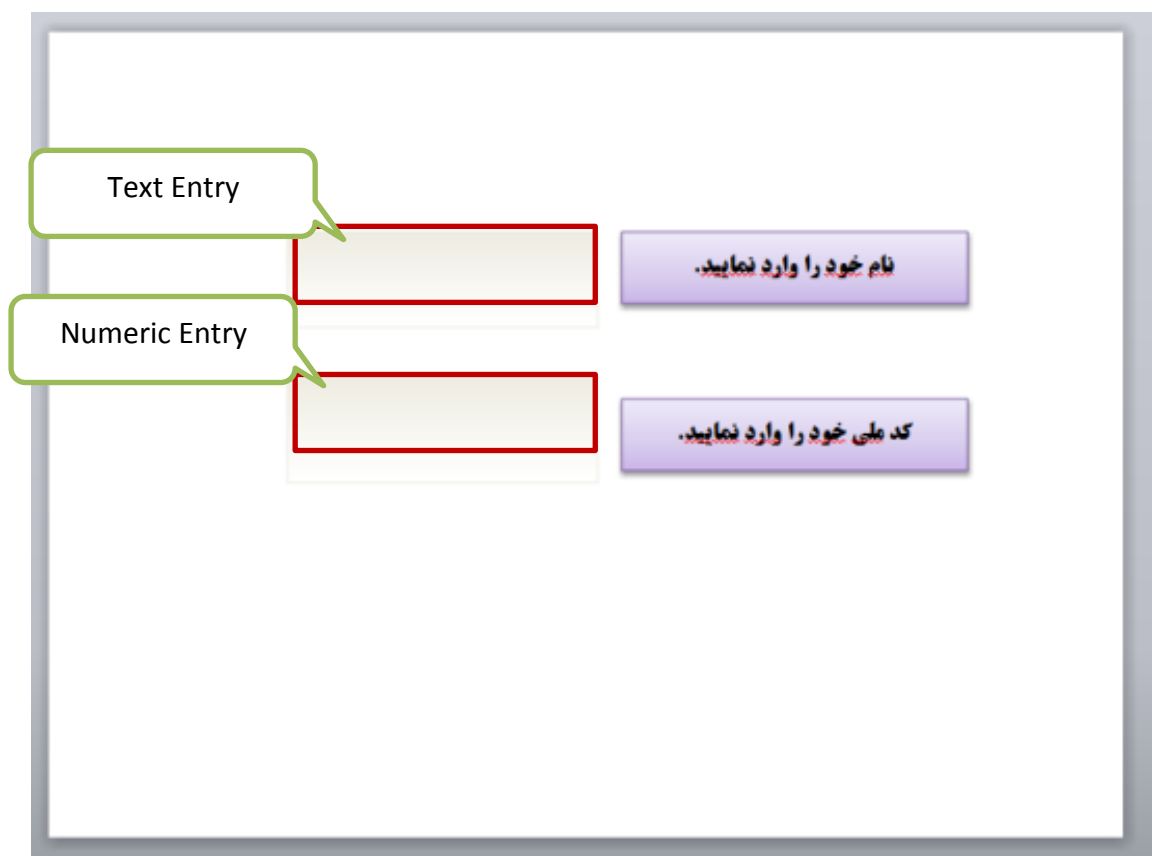 Text Entry
نام خود را وارد نمایید.
Numeric Entry
کد ملی خود را وارد نمایید.